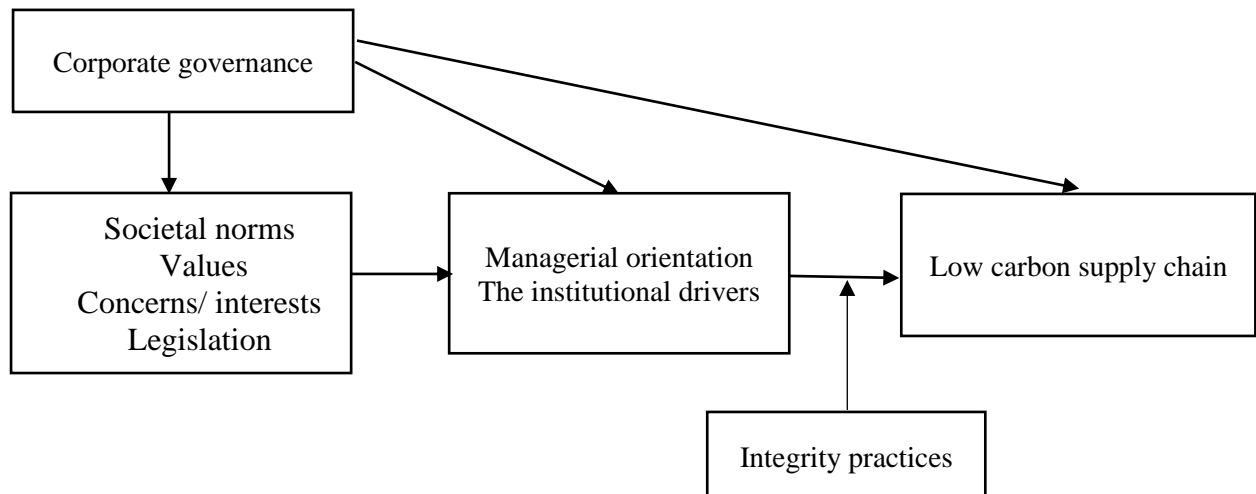 Corporate governance
Societal norms
Values
Concerns/ interests
Legislation
Managerial orientation
The institutional drivers
Low carbon supply chain
Integrity practices